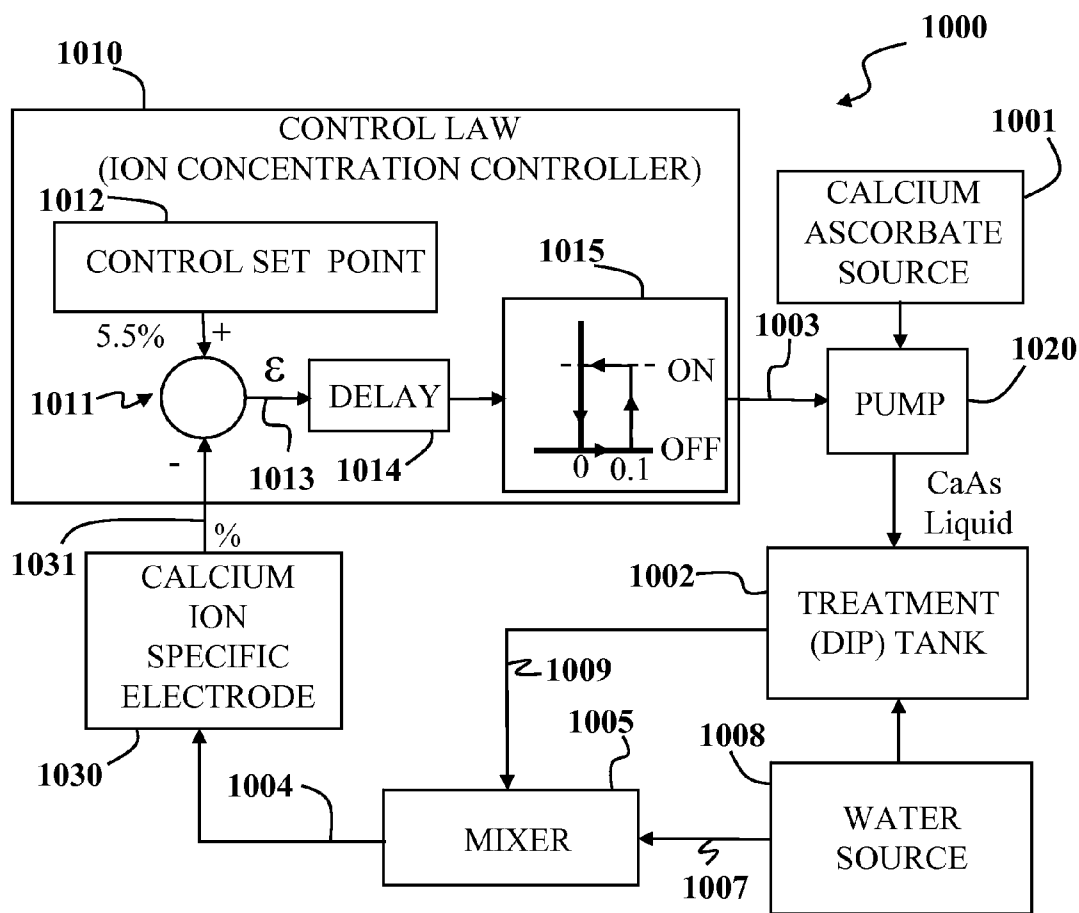 1000
1010
1001
CONTROL LAW
(ION CONCENTRATION CONTROLLER)
1012
CONTROL SET POINT
1015
CALCIUM
ASCORBATE
SOURCE
5.5%
+
1011
ε
DELAY
1013
1014
ON
OFF
0
0.1
1003
PUMP
1020
-
CaAs
Liquid
1031
%
CALCIUM
ION
SPECIFIC
ELECTRODE
1030
1002
TREATMENT
(DIP) TANK
1009
1005
1008
1004
MIXER
1007
WATER
SOURCE